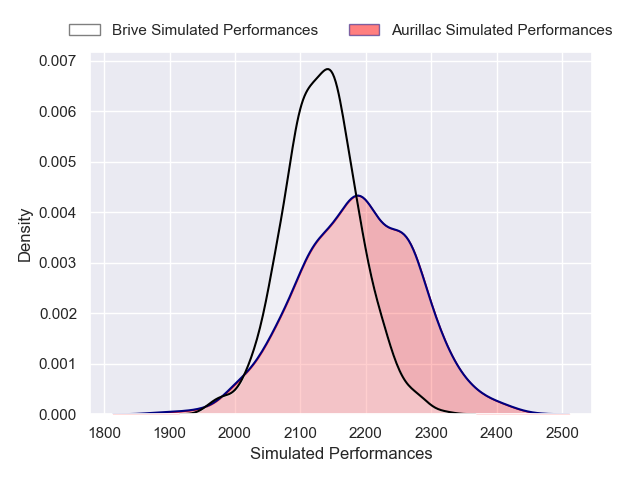 Brive Simulated Performances Aurillac Simulated Performances
0.007
0.006
0.005
0.004
0.003
0.002
0.001
0.000
Density
1800 1900 2000 2100 2200 2300 2400 2500
Simulated Performances